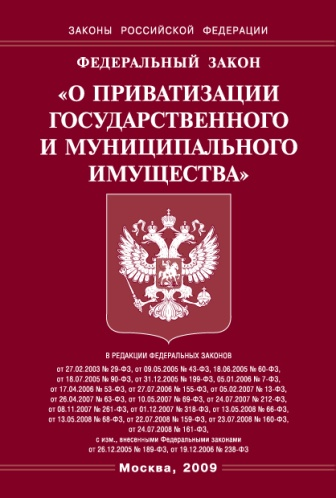 ЗАКОНЫ РОССИЙСКОЙ ФЕДЕРАЦИИ
ФЕДЕРАЛЬНЫЙ ЗАКОН
«О ПРИВАТИЗАЦИИ
ГОСУДАРСТВЕННОГО
И МУНИЦИПАЛЬНОГО
ИМУЩЕСТВА»
В РЕДАКЦИИ ФЕДЕРАЛЬНЫХ ЗАКОНОВ
от 27.02.2003 № 29-ФЗ, от 09.05.2005 № 43-ФЗ, 18.06.2005 № 60-ФЗ,
от 18.07.2005 № 90-ФЗ, от 31.12.2005 № 199-ФЗ, 05.01.2006 № 7-ФЗ,
от 17.04.2006 № 53-ФЗ, от 27.07.2006 № 155-ФЗ, от 05.02.2007 № 13-ФЗ,
от 26.04.2007 № 63-ФЗ, от 10.05.2007 № 69-ФЗ, от 24.07.2007 № 212-ФЗ,
от 08.11.2007 № 261-ФЗ, от 01.12.2007 № 318-ФЗ, от 13.05.2008 № 66-ФЗ,
от 13.05.2008 № 68-ФЗ, от 22.07.2008 № 159-ФЗ, от 23.07.2008 № 160-ФЗ,
от 24.07.2008 № 161-ФЗ,
с изм., внесенными Федеральными законами
от 26.12.2005 № 189-ФЗ, от 19.12.2006 № 238-ФЗ
Москва, 2009